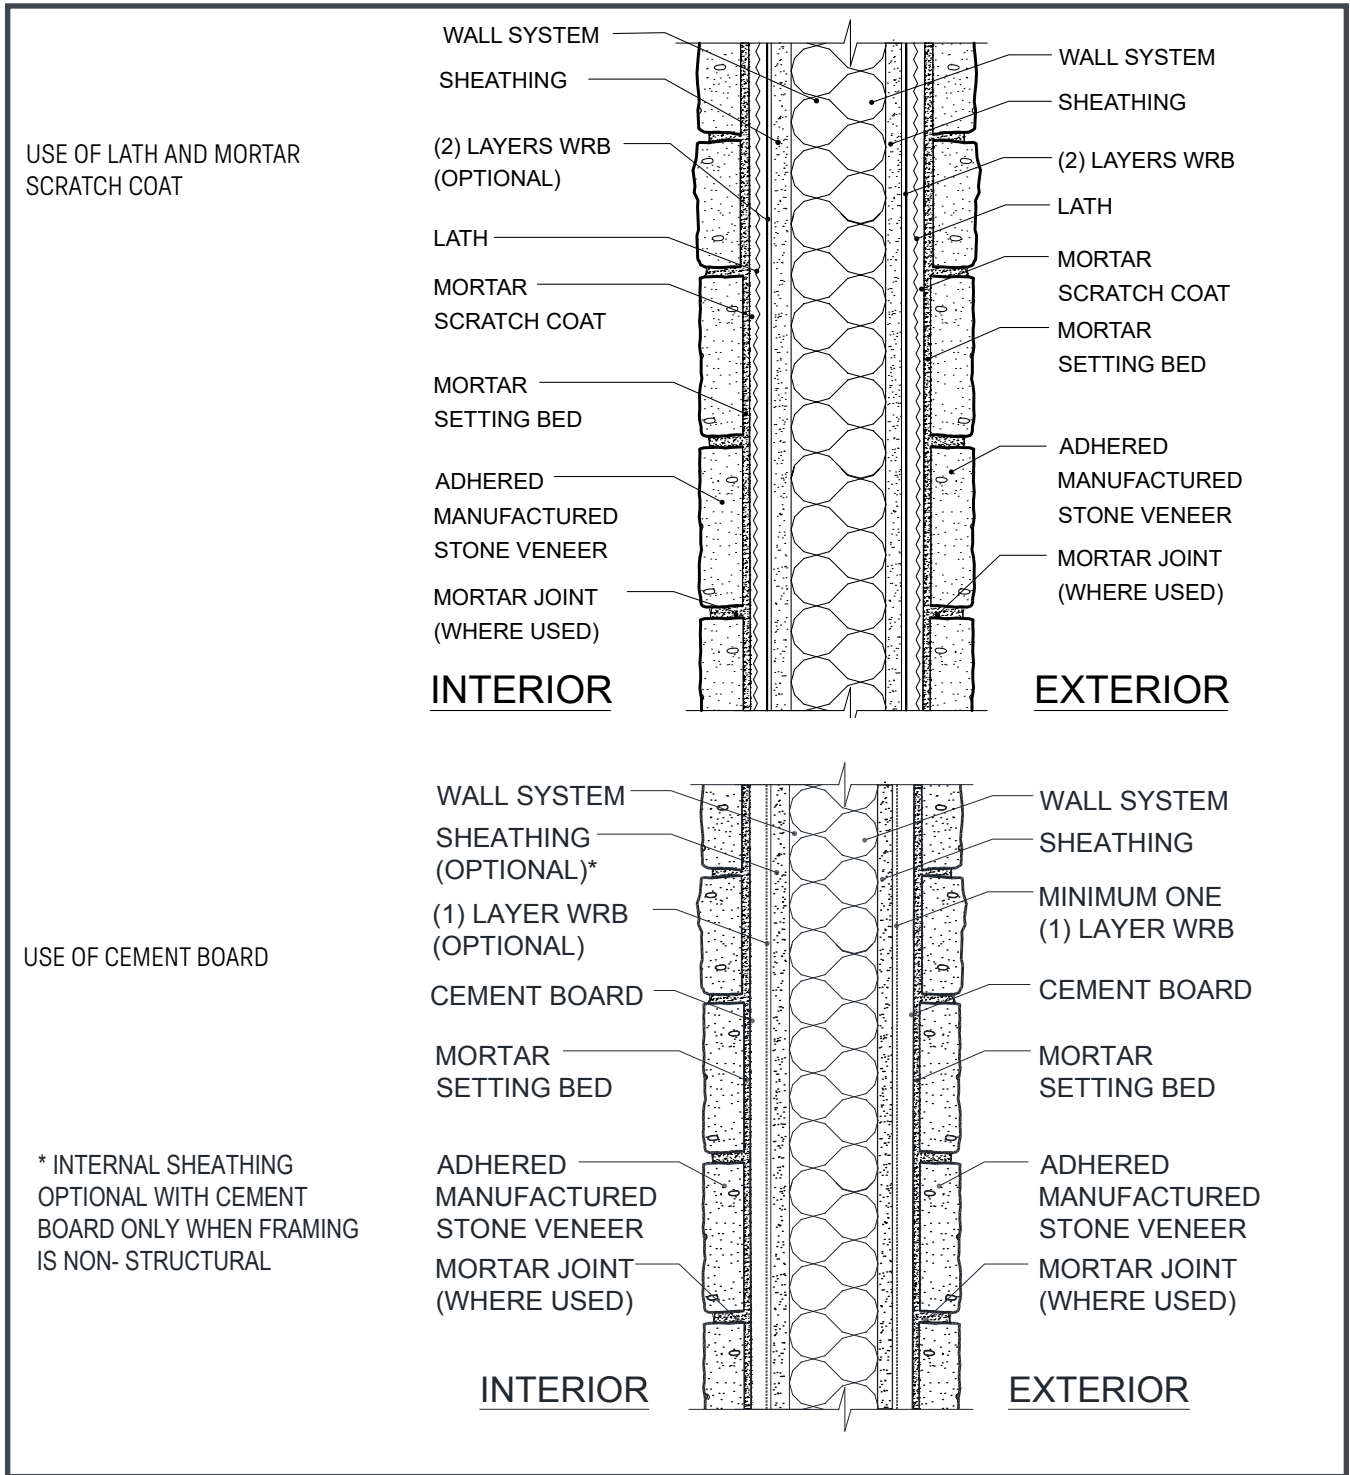 USE OF LATH AND MORTAR
SCRATCH COAT
WALL SYSTEM
SHEATHING
(2) LAYERS WRB
(OPTIONAL)
LATH
MORTAR
SCRATCH COAT
MORTAR
SETTING BED
ADHERED
MANUFACTURED
STONE VENEER
MORTAR JOINT
(WHERE USED)
INTERIOR
WALL SYSTEM
SHEATHING
(2) LAYERS WRB
LATH
MORTAR
SCRATCH COAT
MORTAR
SETTING BED
ADHERED
MANUFACTURED
STONE VENEER
MORTAR JOINT
(WHERE USED)
EXTERIOR
USE OF CEMENT BOARD
* INTERNAL SHEATHING
OPTIONAL WITH CEMENT
BOARD ONLY WHEN FRAMING
IS NON- STRUCTURAL
WALL SYSTEM
SHEATHING
(OPTIONAL)*
(1) LAYER WRB
(OPTIONAL)
CEMENT BOARD
MORTAR
SETTING BED
ADHERED
MANUFACTURED
STONE VENEER
MORTAR JOINT
(WHERE USED)
INTERIOR
WALL SYSTEM
SHEATHING
MINIMUM ONE
(1) LAYER WRB
CEMENT BOARD
MORTAR
SETTING BED
ADHERED
MANUFACTURED
STONE VENEER
MORTAR JOINT
(WHERE USED)
EXTERIOR